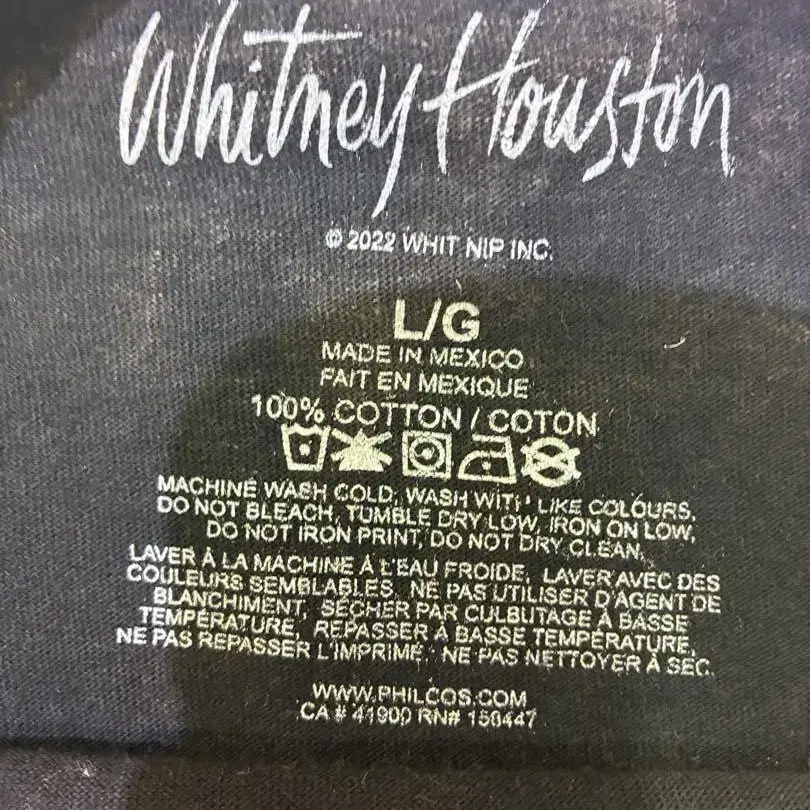 Whitney Houston
© 2022 WHIT NIP INC.
L/G
MADE IN MEXICO
FAIT EN MEXIQUE
100% COTTON / COTON
MACHINE WASH COLD, WASH WITH LIKE COLOURS,
DO NOT BLEACH, TUMBLE DRY LOW, IRON ON LOW,
DO NOT IRON PRINT, DO NOT DRY CLEAN.
LAVER À LA MACHINE À L'EAU FROIDE, LAVER AVEC DES
COULEURS SEMBLABLES, NE PAS UTILISER D'AGENT DE
BLANCHIMENT, SÉCHER PAR CULBUTAGE À BASSE
TEMPÉRATURE, REPASSER À BASSE TEMPÉRATURE,
NE PAS REPASSER L'IMPRIMÉ, NE PAS NETTOYER À SEC.
WWW.PHILCOS.COM
CA # 41900 RN# 150447